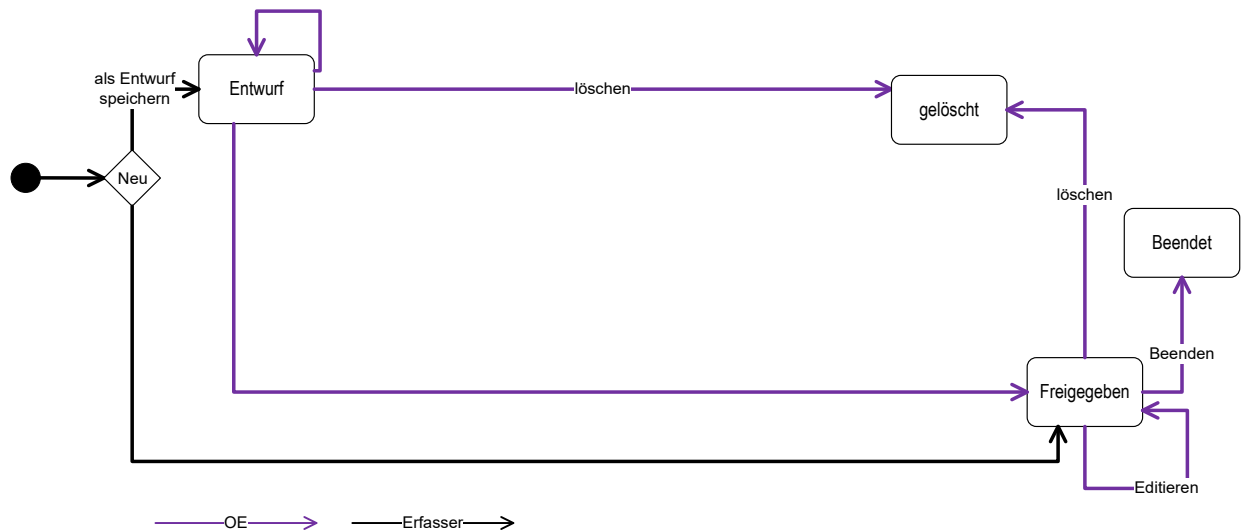 als Entwurf
speichern
Entwurf
löschen
gelöscht
Neu
löschen
Beendet
Beenden
Freigegeben
Editieren
OE
Erfasser